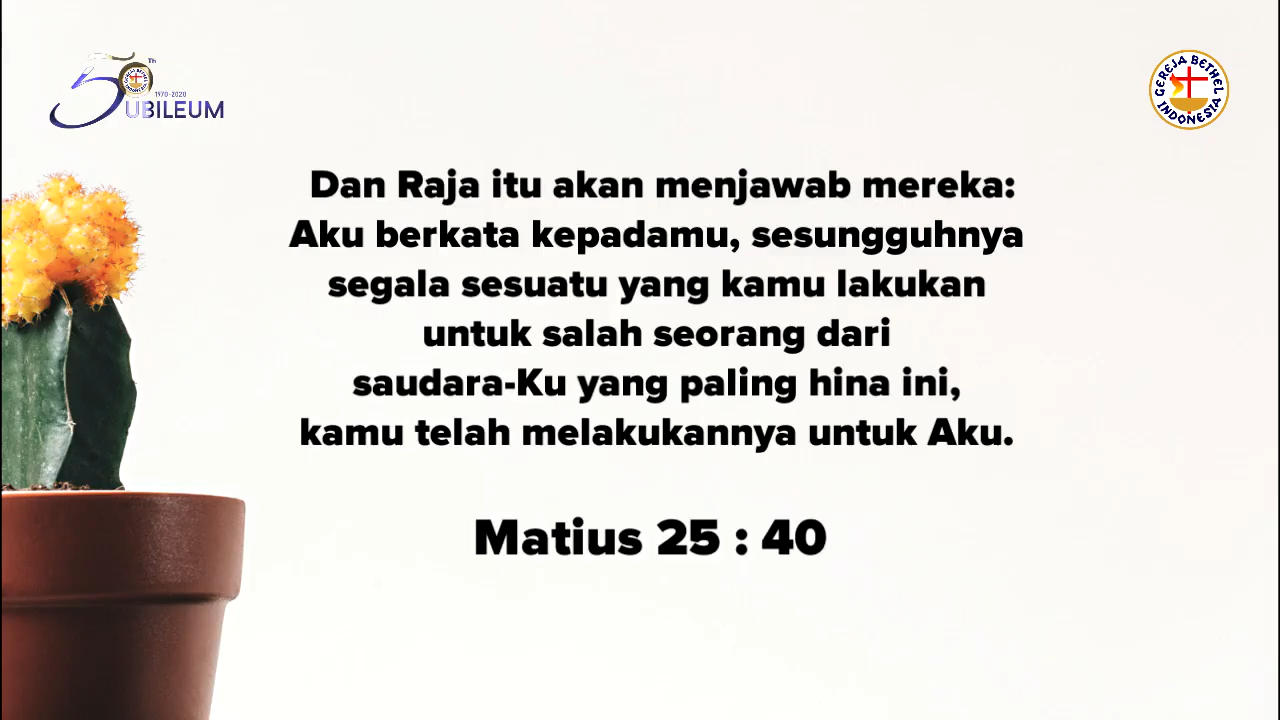 50Th
1970-2020
JUBILEUM
GEREJA BETHEL
INDONESIA
Dan Raja itu akan menjawab mereka:
Aku berkata kepadamu, sesungguhnya
segala sesuatu yang kamu lakukan
untuk salah seorang dari
saudara-Ku yang paling hina ini,
kamu telah melakukannya untuk Aku.
Matius 25 : 40